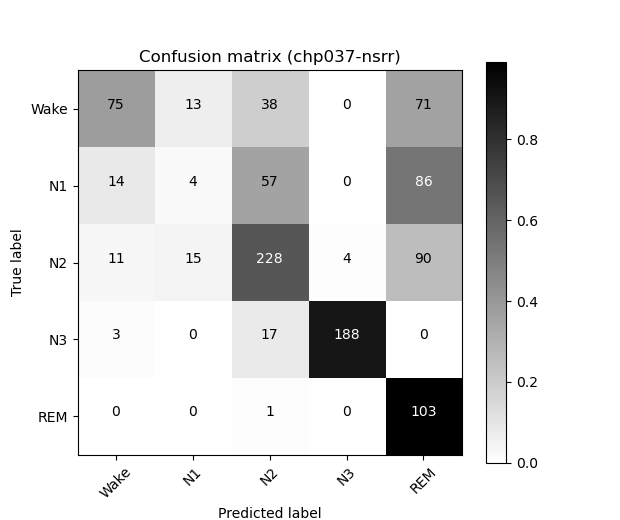 Confusion matrix (chp037-nsrr)
Wake 75 13 38 0 71
N1 14 4 57 0 86
N2 11 15 228 4 90
N3 3 0 17 188 0
REM 0 0 1 0 103
Wake N1 N2 N3 REM
True label
Predicted label
0.8
0.6
0.4
0.2
0.0